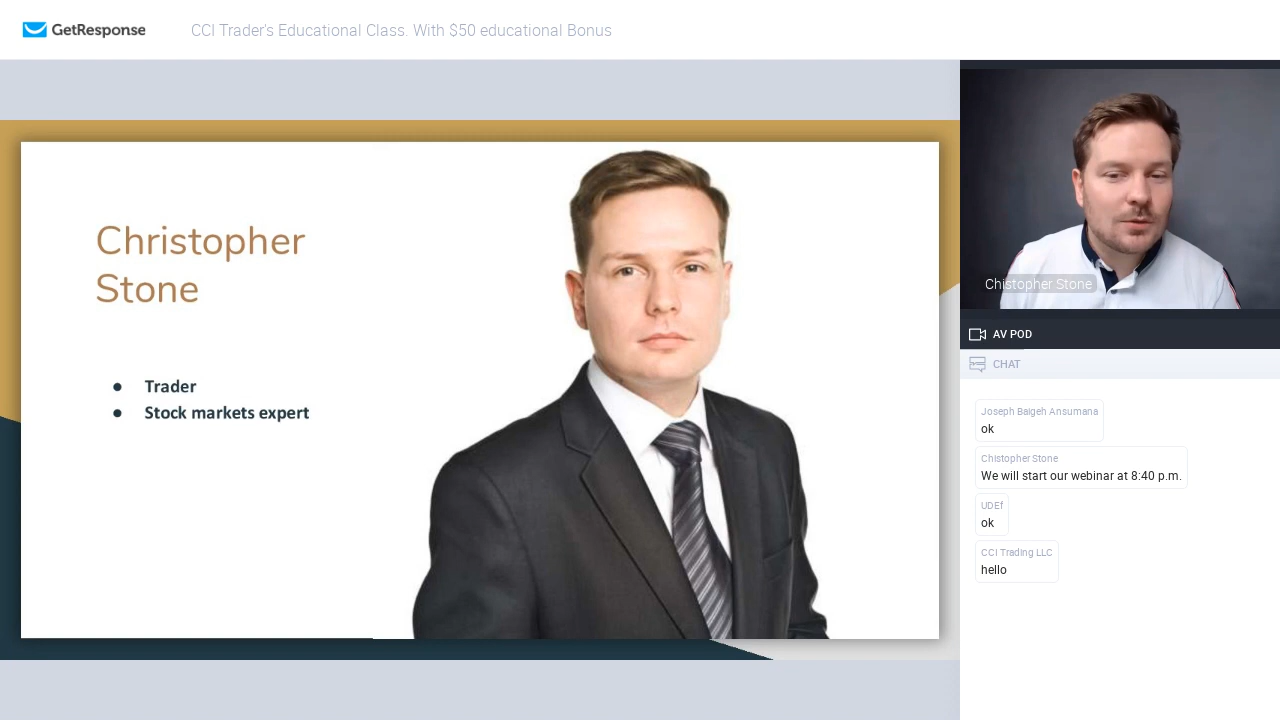 GetResponse
CCI Trader's Educational Class. With $50 educational Bonus
Christopher
Stone
● Trader
● Stock markets expert
Chistopher Stone
AV POD
CHAT
Joseph Baigeh Ansumana
ok
Chistopher Stone
We will start our webinar at 8:40 p.m.
UDEf
ok
CCI Trading LLC
hello